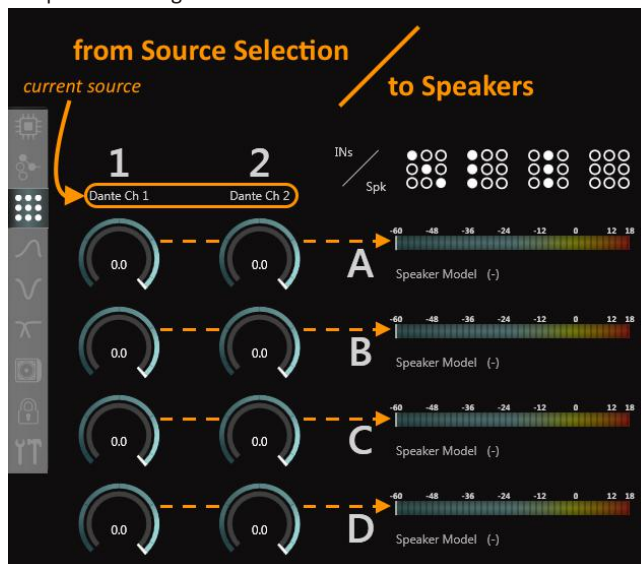 from Source Selection
to Speakers
current source
1 2
INs
Spk
Dante Ch 1 Dante Ch 2
0.0 0.0 A
-60 -48 -36 -24 -12 0 12 18
Speaker Model (-)
0.0 0.0 B
-60 -48 -36 -24 -12 0 12 18
Speaker Model (-)
0.0 0.0 C
-60 -48 -36 -24 -12 0 12 18
Speaker Model (-)
0.0 0.0 D
-60 -48 -36 -24 -12 0 12 18
Speaker Model (-)